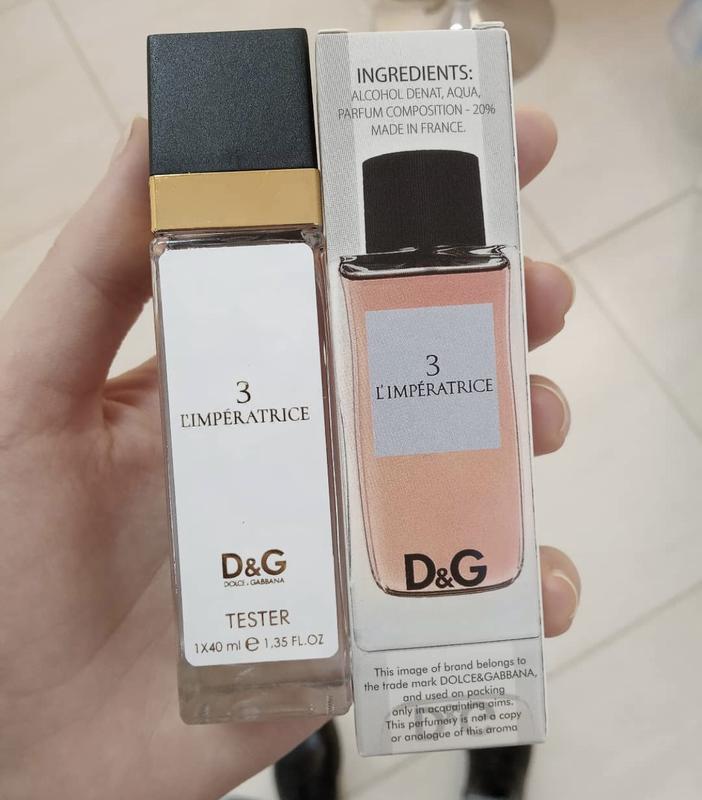 3
L'IMPÉRATRICE
D&G
DOLCE & GABBANA
TESTER
1X40 ml ℮ 1,35 FL.OZ
INGREDIENTS:
ALCOHOL DENAT, AQUA,
PARFUM COMPOSITION - 20%
MADE IN FRANCE.
3
L'IMPÉRATRICE
D&G
This image of brand belongs to
the trade mark DOLCE&GABBANA,
and used on packing
only in acquainting aims.
This perfumery is not a copy
or analogue of this aroma